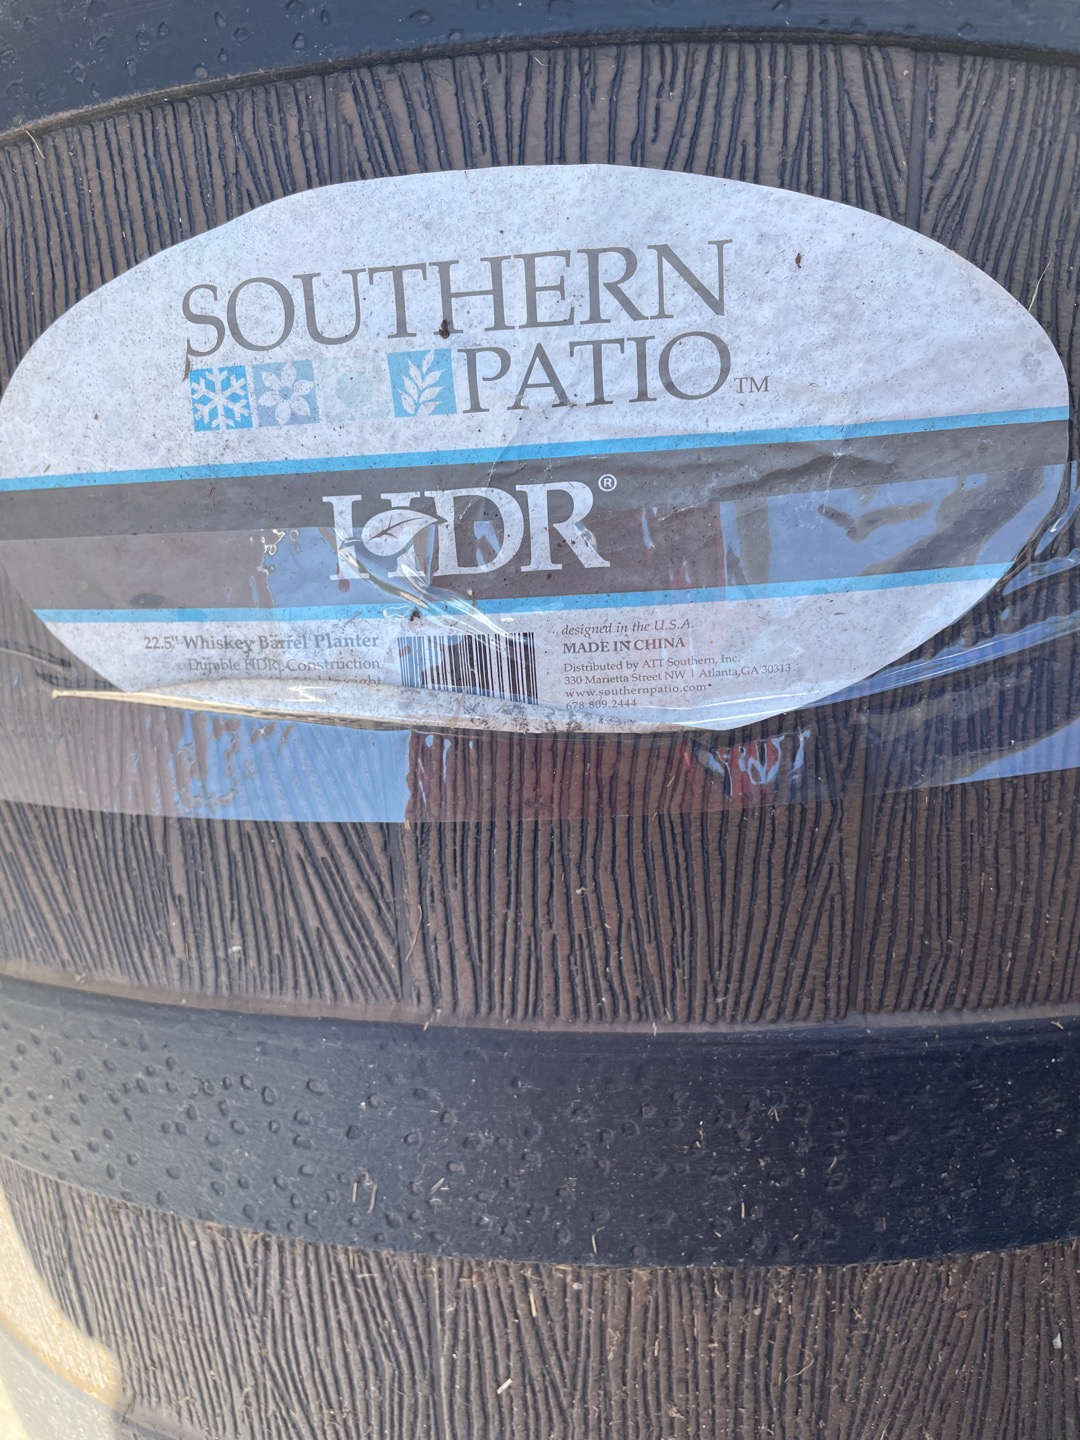 SOUTHERN
PATIO™
HDR®
22.5" Whiskey Barrel Planter
Durable HDR Construction
designed in the U.S.A.
MADE IN CHINA
Distributed by ATT Southern, Inc.
330 Marietta Street NW | Atlanta, GA 30313
www.southernpatio.com
678.809.2444